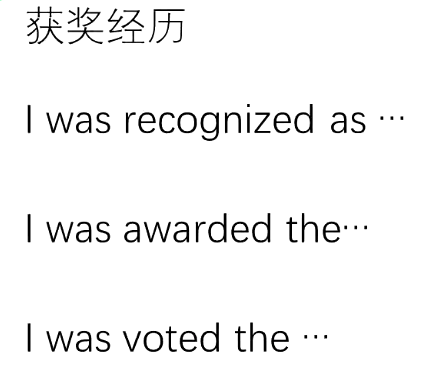 获奖经历
I was recognized as …
I was awarded the…
I was voted the …